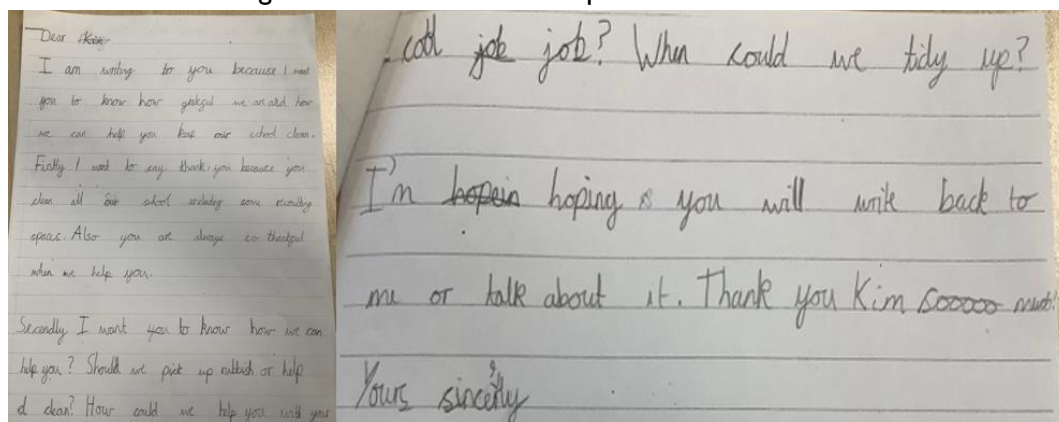 Dear Kim
I am writing to you because I want
you to know how grateful we are and how
we can help you keep our school clean.
Firstly I want to say thank you because you
clean all our school including some revolting
spaces. Also you are always so thankful
when we help you.
Secondly I want you to know how we can
help you? Should we pick up rubbish or help
clean? How could we help you with your
job job? When could we tidy up?
I'm hopein hoping you will write back to
me or talk about it. Thank you Kim sooooo much.
Yours sincerly